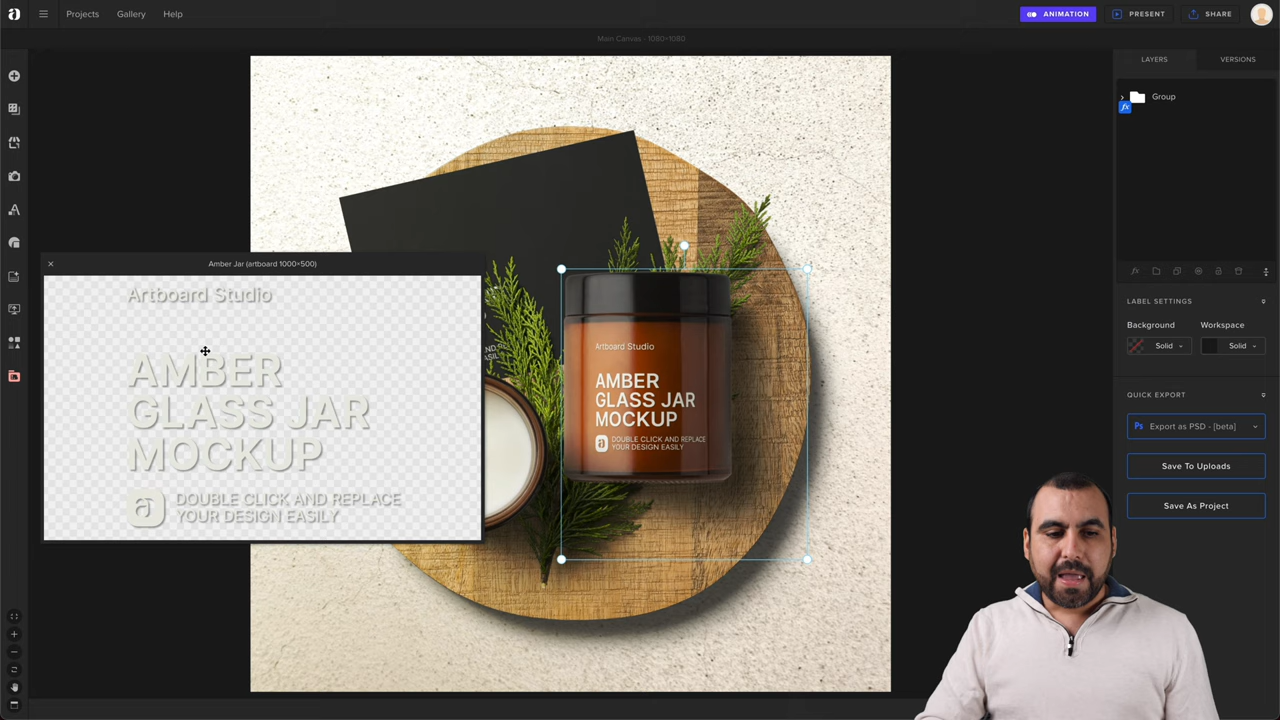 Projects
Gallery
Help
ANIMATION
PRESENT
SHARE
Main Canvas - 1080×1080
LAYERS
VERSIONS
fx
Group
Amber Jar (artboard 1000×500)
Artboard Studio
AMBER
GLASS JAR
MOCKUP
a
DOUBLE CLICK AND REPLACE
YOUR DESIGN EASILY
Artboard Studio
AMBER
GLASS JAR
MOCKUP
a
DOUBLE CLICK AND REPLACE
YOUR DESIGN EASILY
fx
LABEL SETTINGS
Background
Workspace
Solid
Solid
QUICK EXPORT
Ps
Export as PSD - [beta]
Save To Uploads
Save As Project